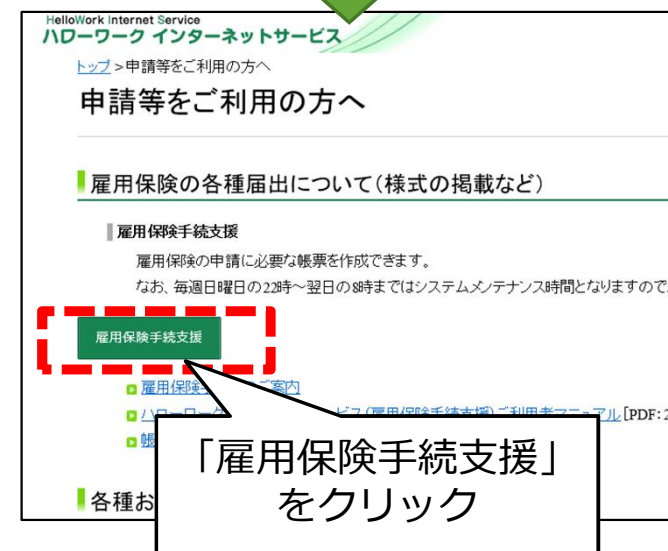 HelloWork Internet Service
ハローワーク インターネットサービス
トップ > 申請等をご利用の方へ
申請等をご利用の方へ
雇用保険の各種届出について(様式の掲載など)
雇用保険手続支援
雇用保険の申請に必要な帳票を作成できます。
なお、毎週日曜日の22時～翌日の8時まではシステムメンテナンス時間となりますので
雇用保険手続支援
雇用保険 ご案内
ハローワーク ビス(雇用保険手続支援)ご利用者マニュアル[PDF:2
帳
各種お
「雇用保険手続支援」
をクリック